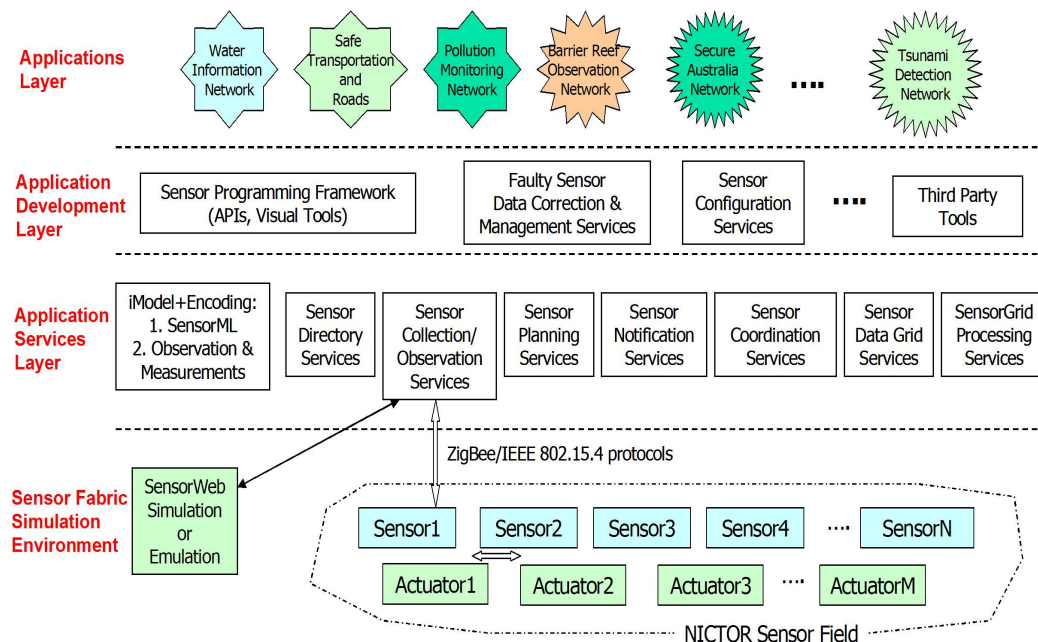 Applications
Layer
Water
Information
Network
Safe
Transportation
and
Roads
Pollution
Monitoring
Network
Barrier Reef
Observation
Network
Secure
Australia
Network
....
Tsunami
Detection
Network
Application
Development
Layer
Sensor Programming Framework
(APIs, Visual Tools)
Faulty Sensor
Data Correction &
Management Services
Sensor
Configuration
Services
....
Third Party
Tools
Application
Services
Layer
iModel+Encoding:
1. SensorML
2. Observation &
Measurements
Sensor
Directory
Services
Sensor
Collection/
Observation
Services
Sensor
Planning
Services
Sensor
Notification
Services
Sensor
Coordination
Services
Sensor
Data Grid
Services
SensorGrid
Processing
Services
ZigBee/IEEE 802.15.4 protocols
Sensor Fabric
Simulation
Environment
SensorWeb
Simulation
or
Emulation
Sensor1
Sensor2
Sensor3
Sensor4
....
SensorN
Actuator1
Actuator2
Actuator3
....
ActuatorM
NICTOR Sensor Field